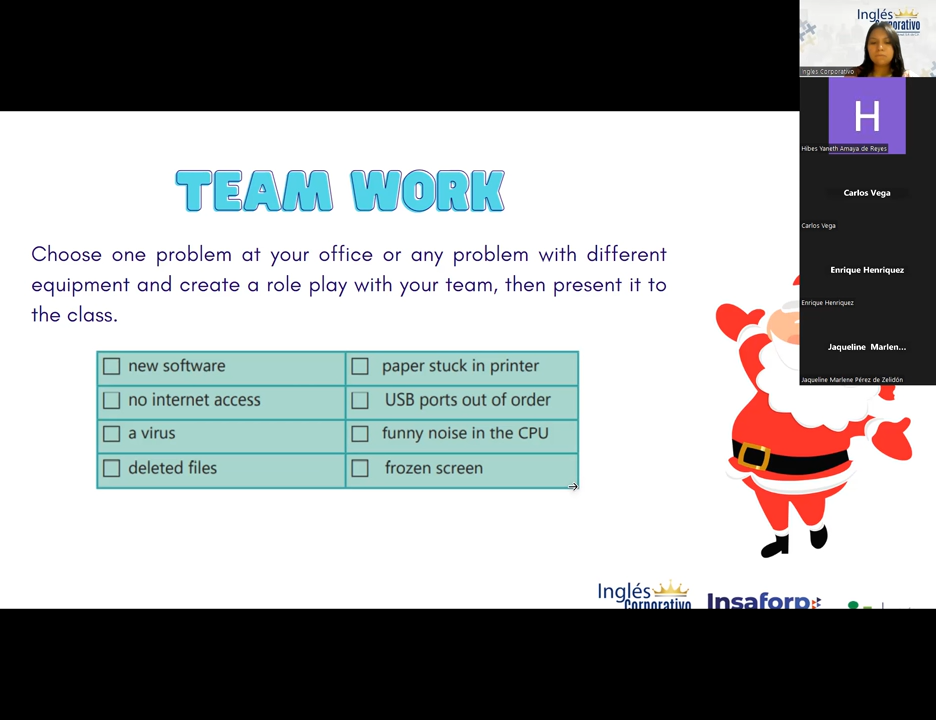 Inglés
Corporativo
Ingles Corporativo
H
Hibes Yaneth Amaya de Reyes
Carlos Vega
Carlos Vega
Enrique Henriquez
Enrique Henriquez
Jaqueline Marlen...
Jaqueline Marlene Pérez de Zelidón
TEAM WORK
Choose one problem at your office or any problem with different
equipment and create a role play with your team, then present it to
the class.
new software
paper stuck in printer
no internet access
USB ports out of order
a virus
funny noise in the CPU
deleted files
frozen screen
Inglés
Corporativo
Insaforp